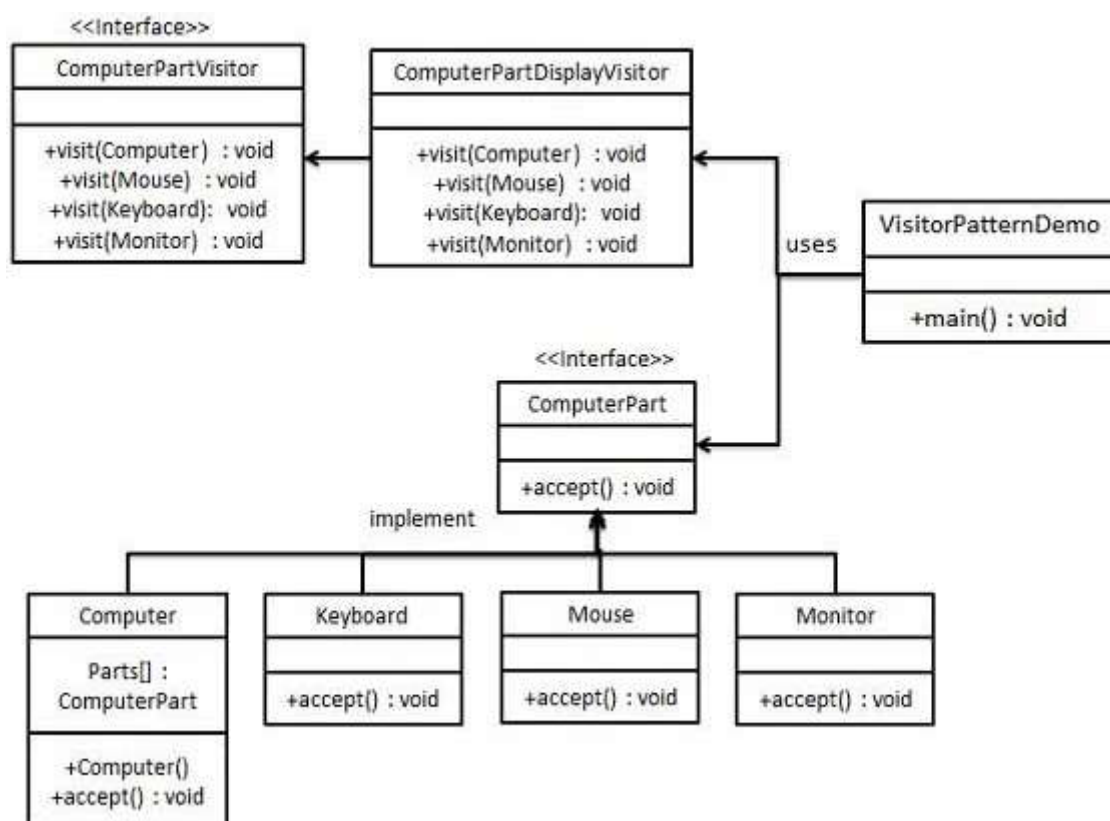 <<Interface>>
ComputerPartVisitor
+visit(Computer) : void
+visit(Mouse) : void
+visit(Keyboard): void
+visit(Monitor) : void
ComputerPartDisplayVisitor
+visit(Computer) : void
+visit(Mouse) : void
+visit(Keyboard): void
+visit(Monitor) : void
uses
VisitorPatternDemo
+main() : void
<<Interface>>
ComputerPart
+accept() : void
implement
Computer
Parts[] :
ComputerPart
+Computer()
+accept() : void
Keyboard
+accept() : void
Mouse
+accept() : void
Monitor
+accept() : void